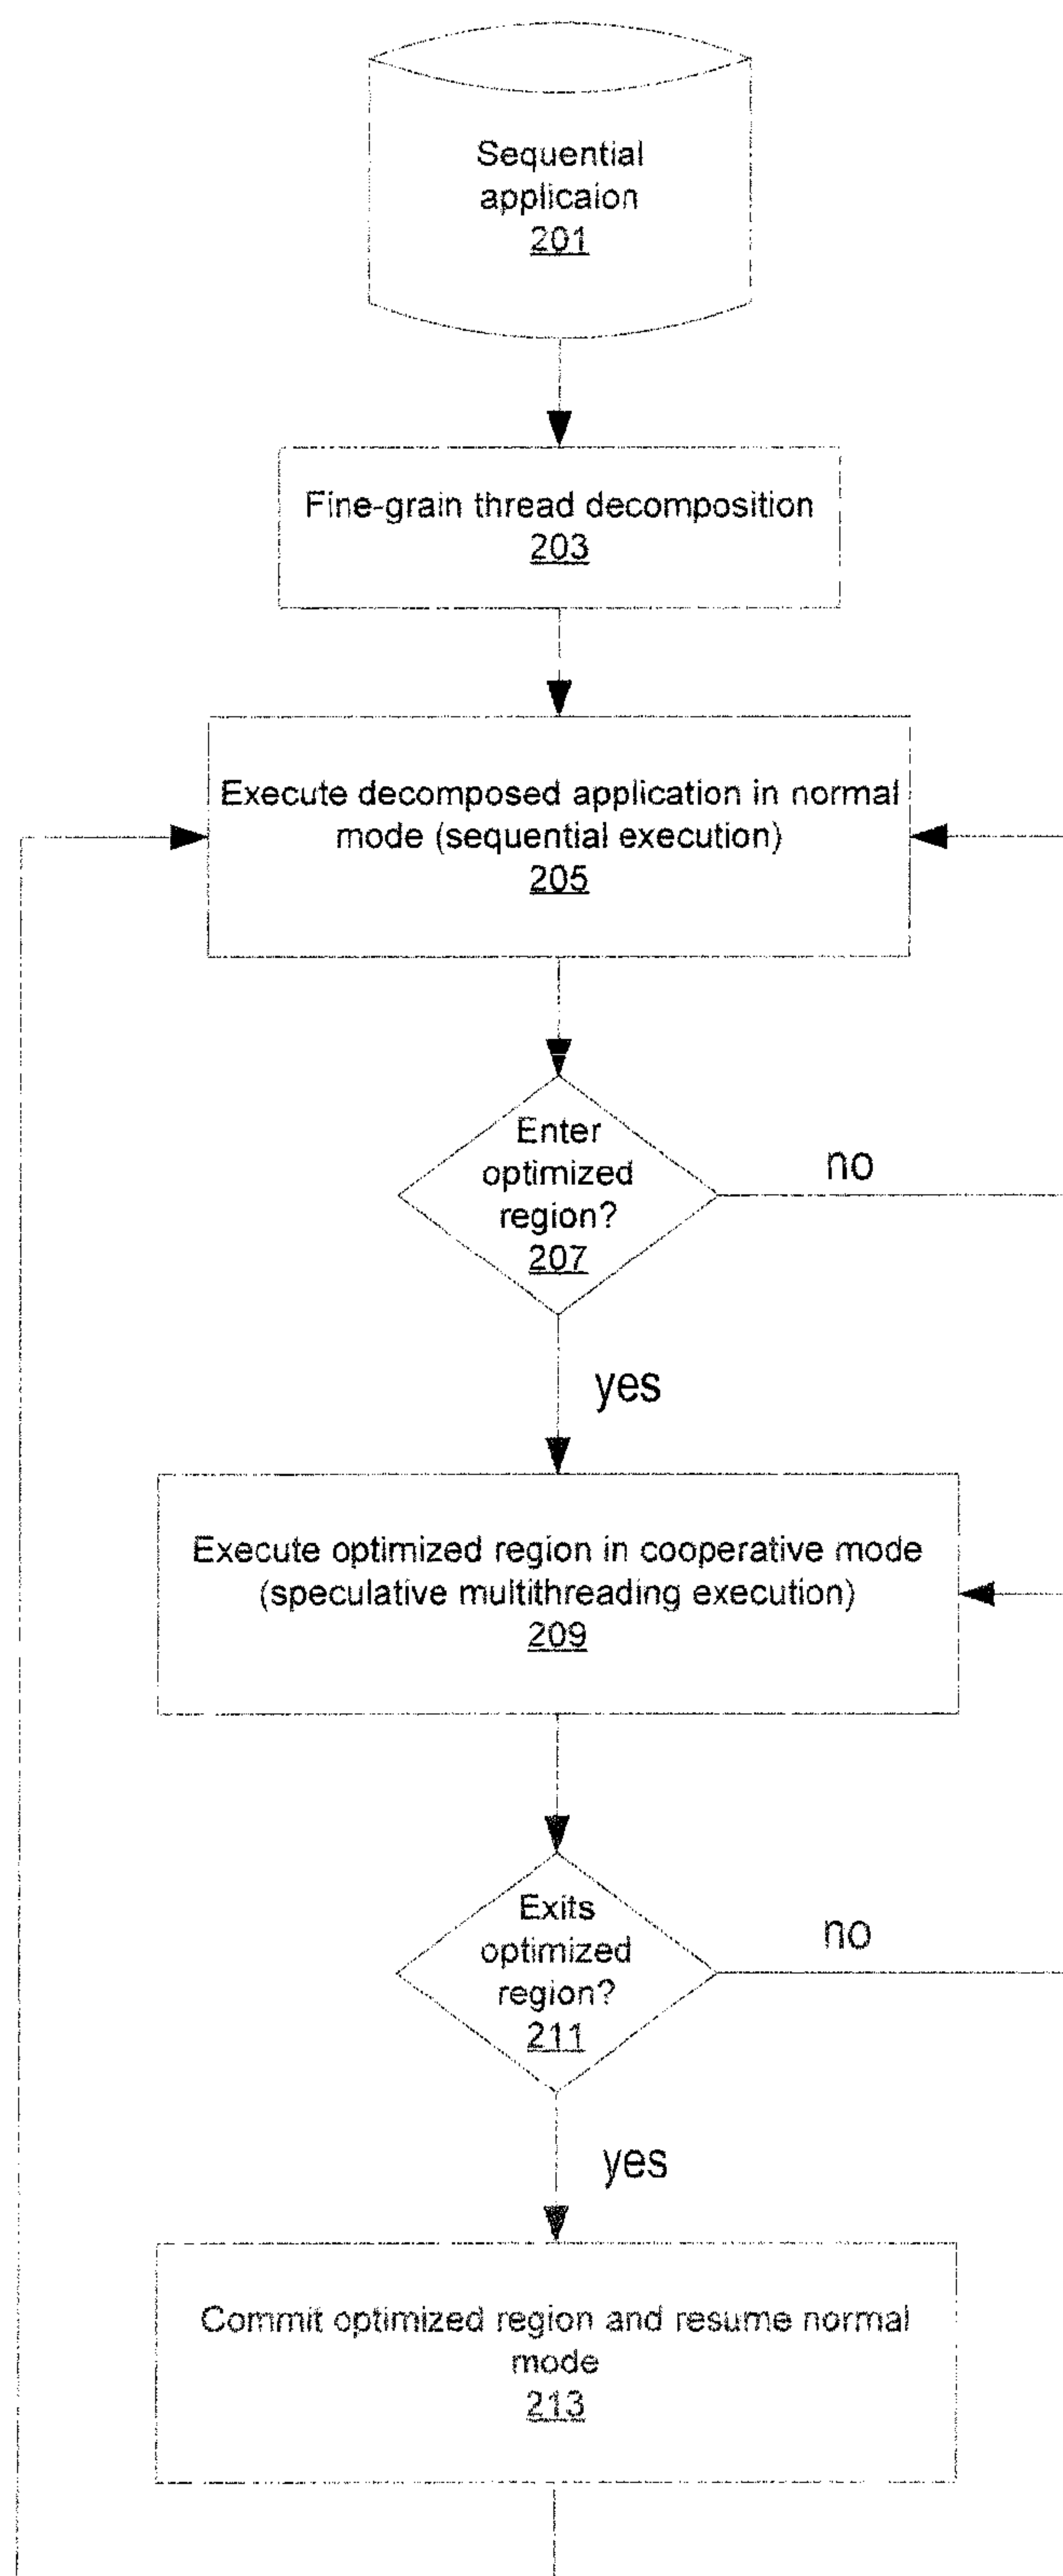 Sequential
applicaion
201
Fine-grain thread decomposition
203
Execute decomposed application in normal
mode (sequential execution)
205
Enter
optimized
region?
207
no
yes
Execute optimized region in cooperative mode
(speculative multithreading execution)
209
Exits
optimized
region?
211
no
yes
Commit optimized region and resume normal
mode
213